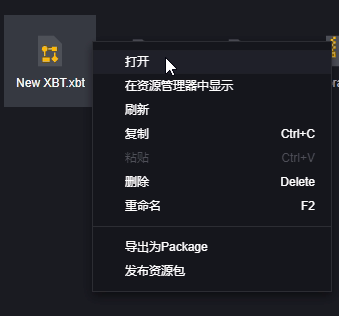 New XBT.xbt
打开
在资源管理器中显示
刷新
复制 Ctrl+C
粘贴 Ctrl+V
删除 Delete
重命名 F2
导出为Package
发布资源包